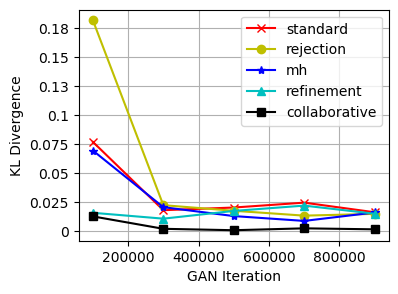 0.18
0.15
0.13
0.1
0.075
0.05
0.025
0
200000 400000 600000 800000
KL Divergence
GAN Iteration
standard
rejection
mh
refinement
collaborative